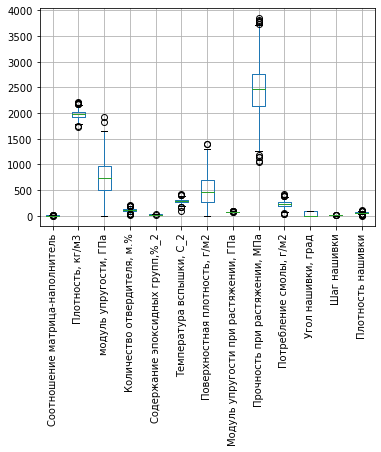 4000
3500
3000
2500
2000
1500
1000
500
0
Соотношение матрица-наполнитель
Плотность, кг/м3
модуль упругости, ГПа
Количество отвердителя, м.%
Содержание эпоксидных групп,%_2
Температура вспышки, С_2
Поверхностная плотность, г/м2
Модуль упругости при растяжении, ГПа
Прочность при растяжении, МПа
Потребление смолы, г/м2
Угол нашивки, град
Шаг нашивки
Плотность нашивки